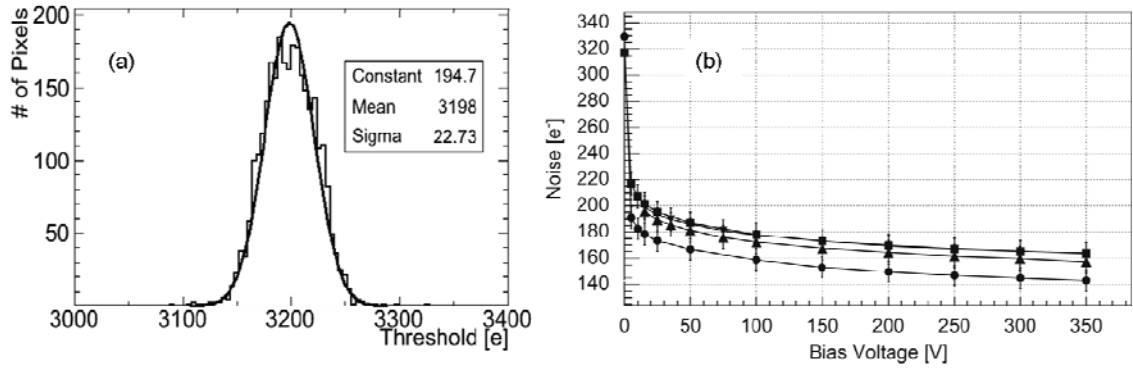 200
150
100
50
# of Pixels
(a)
Constant 194.7
Mean 3198
Sigma 22.73
3000 3100 3200 3300 3400
Threshold [e]
340
320
300
280
260
240
220
200
180
160
140
Noise [e-]
(b)
0 50 100 150 200 250 300 350
Bias Voltage [V]